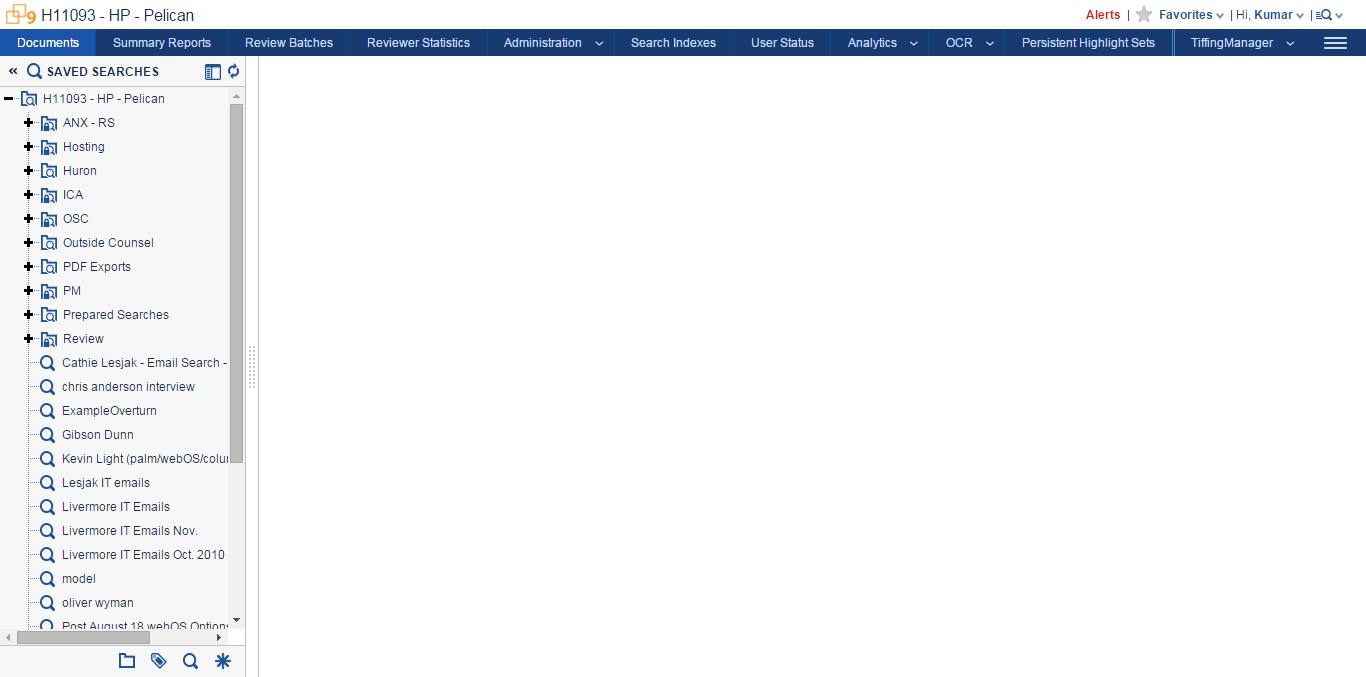 9 H11093 - HP - Pelican
Alerts | Favorites | Hi, Kumar |
Documents Summary Reports Review Batches Reviewer Statistics Administration Search Indexes User Status Analytics OCR Persistent Highlight Sets TiffingManager
« SAVED SEARCHES
H11093 - HP - Pelican
ANX - RS
Hosting
Huron
ICA
OSC
Outside Counsel
PDF Exports
PM
Prepared Searches
Review
Cathie Lesjak - Email Search -
chris anderson interview
ExampleOverturn
Gibson Dunn
Kevin Light (palm/webOS/colu
Lesjak IT emails
Livermore IT Emails
Livermore IT Emails Nov.
Livermore IT Emails Oct. 2010
model
oliver wyman
Post August 18 webOS Options